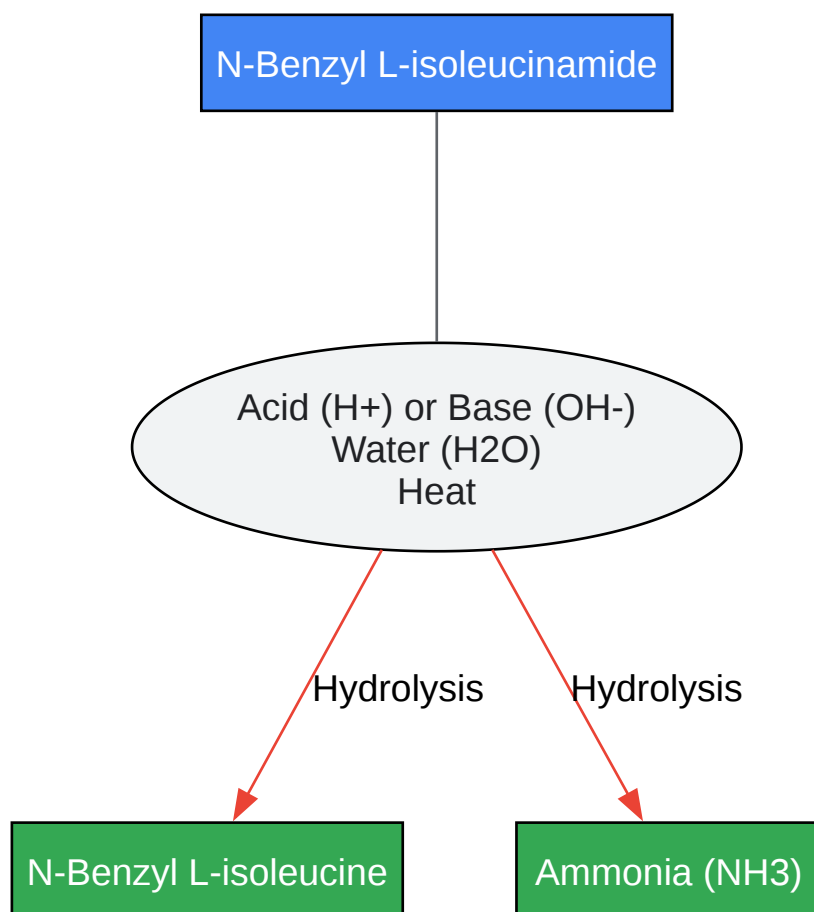 N-Benzyl L-isoleucinamide
Acid (H+) or Base (OH-)
Water (H2O)
Heat
Hydrolysis
Hydrolysis
N-Benzyl L-isoleucine
Ammonia (NH3)